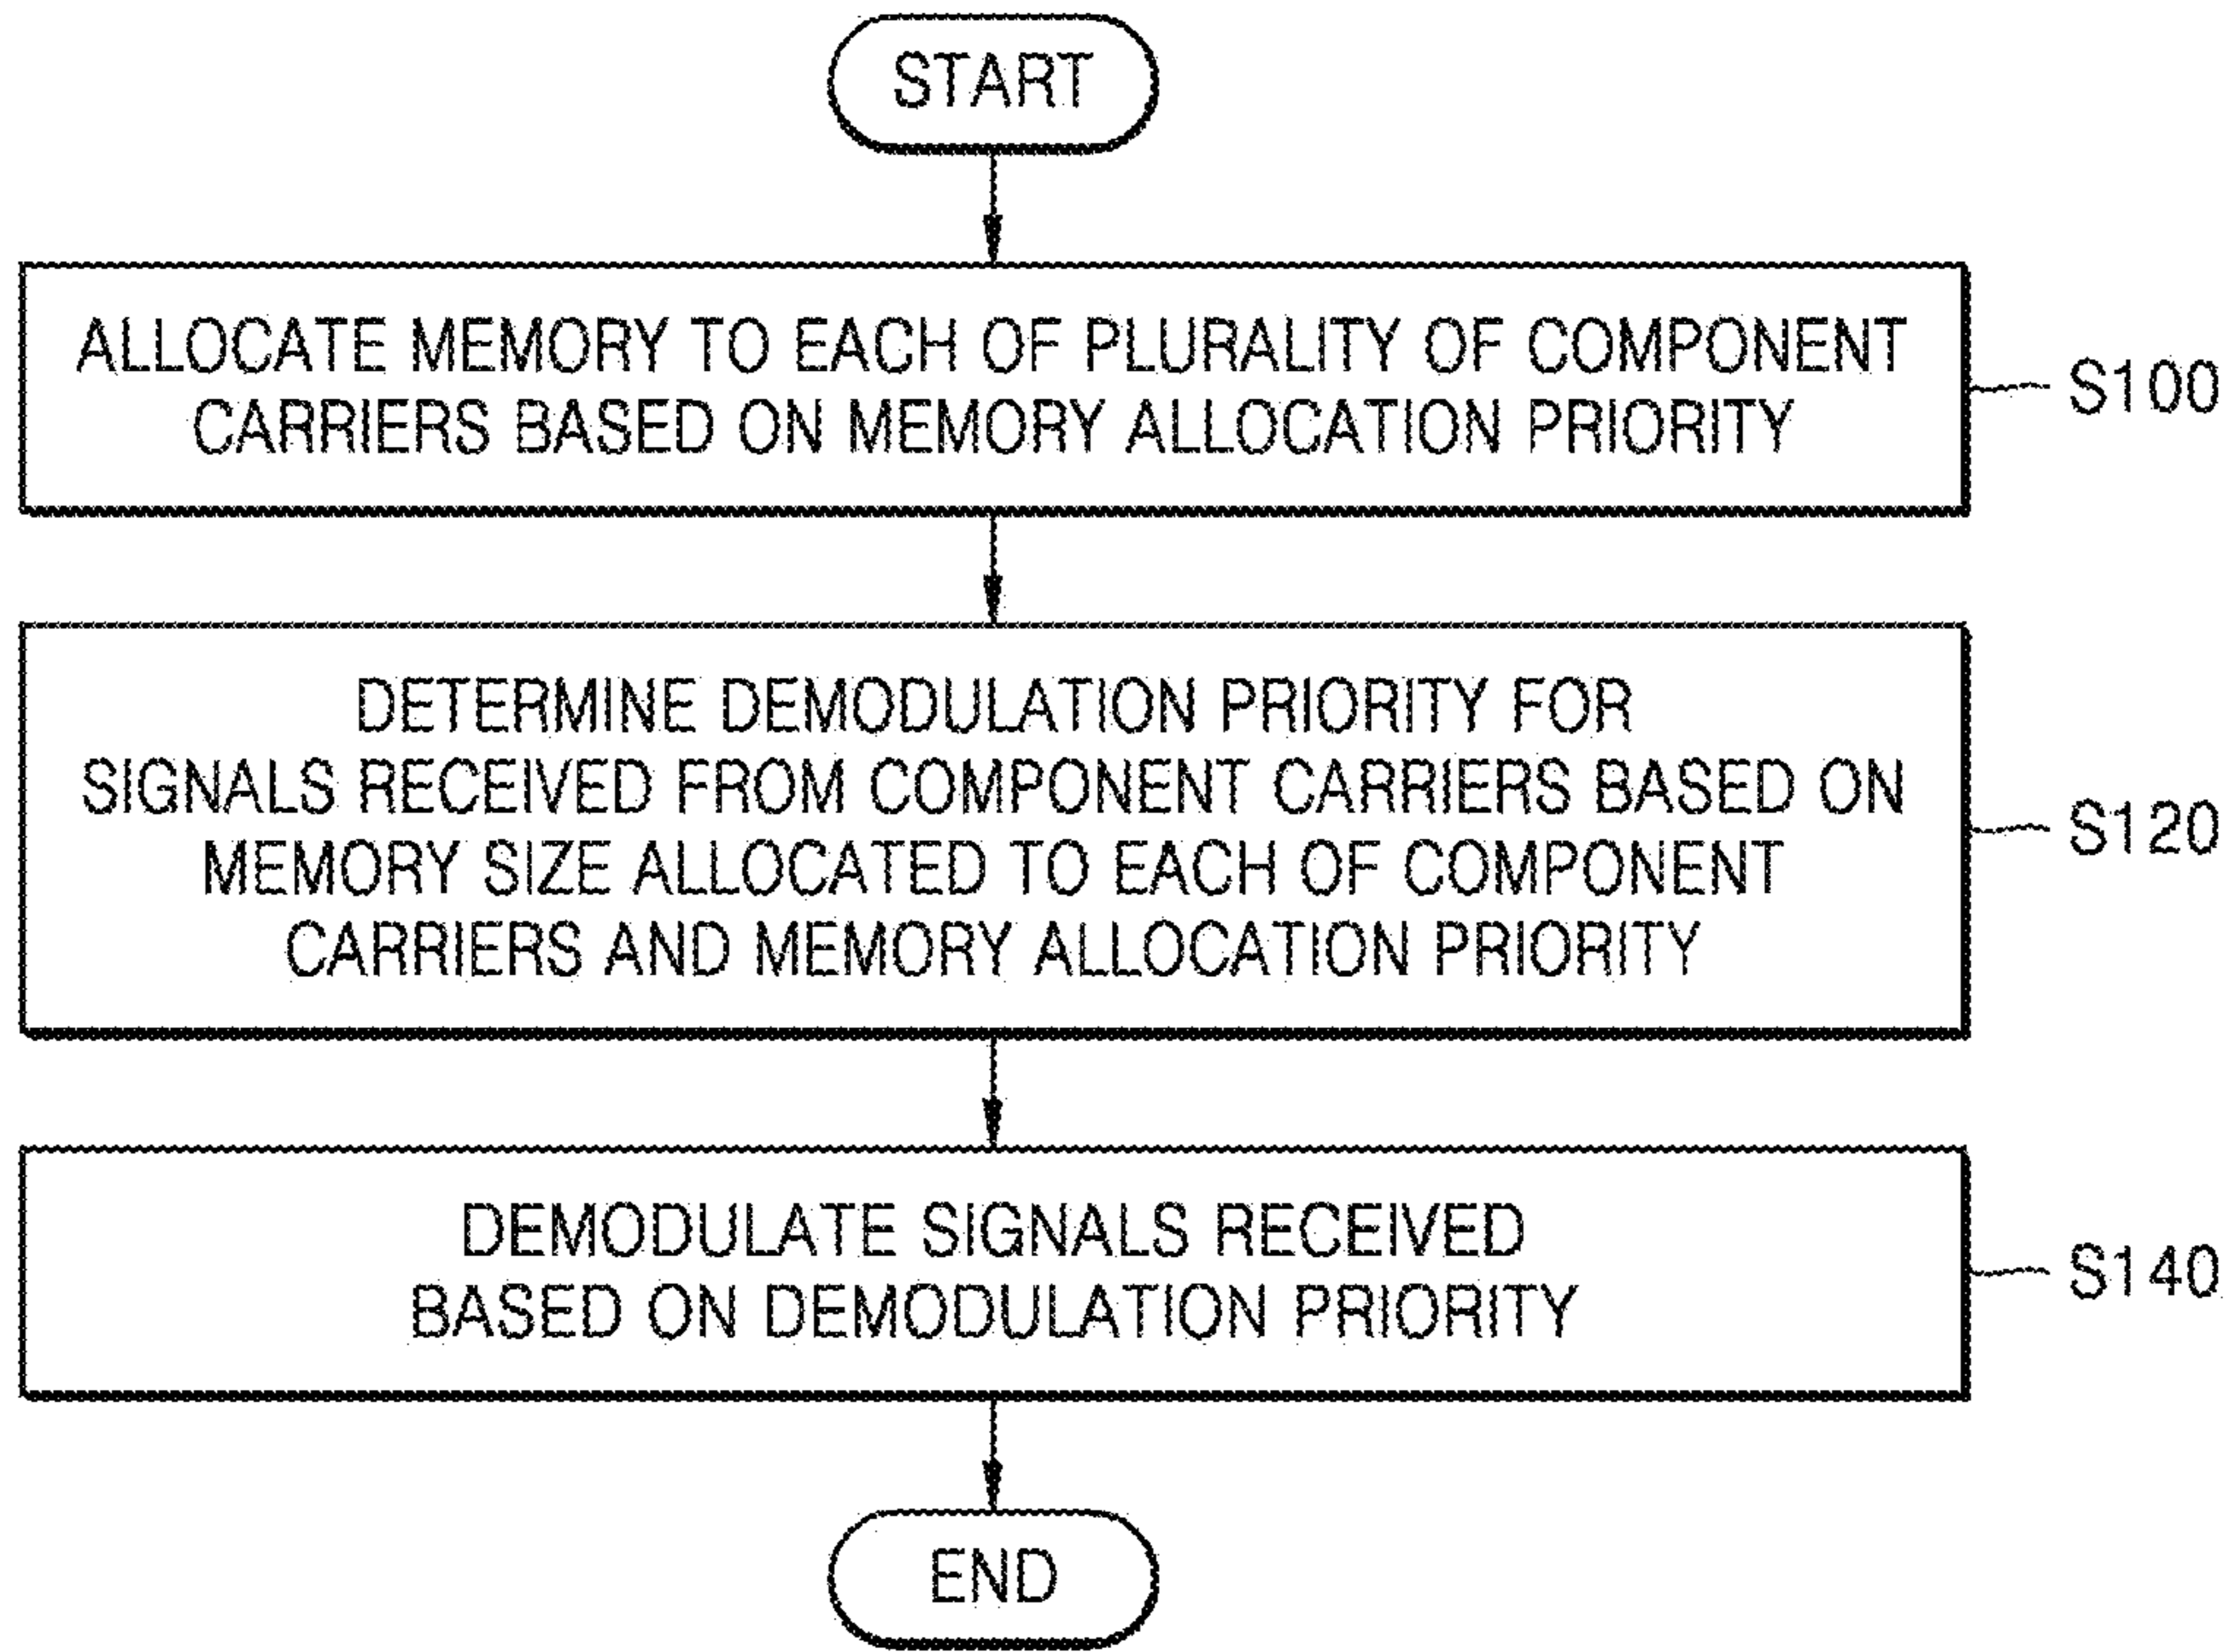 START
ALLOCATE MEMORY TO EACH OF PLURALITY OF COMPONENT
CARRIERS BASED ON MEMORY ALLOCATION PRIORITY
S100
DETERMINE DEMODULATION PRIORITY FOR
SIGNALS RECEIVED FROM COMPONENT CARRIERS BASED ON
MEMORY SIZE ALLOCATED TO EACH OF COMPONENT
CARRIERS AND MEMORY ALLOCATION PRIORITY
S120
DEMODULATE SIGNALS RECEIVED
BASED ON DEMODULATION PRIORITY
S140
END